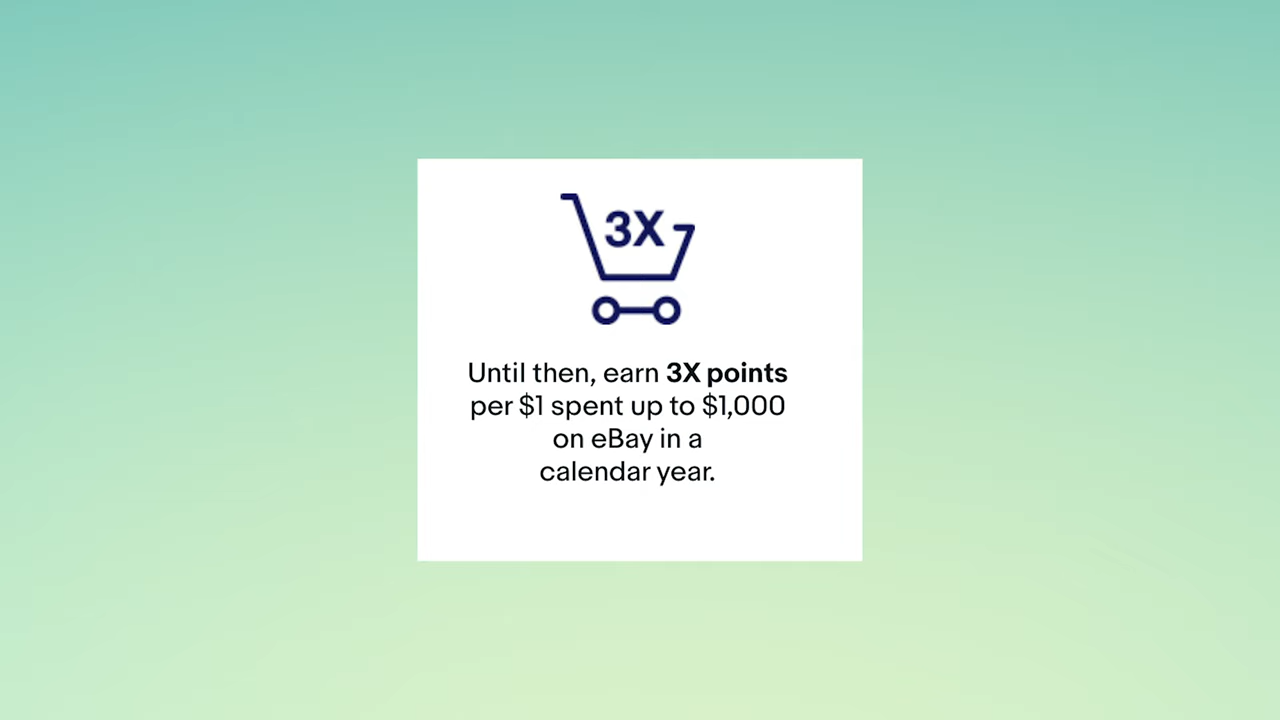 3X
Until then, earn 3X points
per $1 spent up to $1,000
on eBay in a
calendar year.